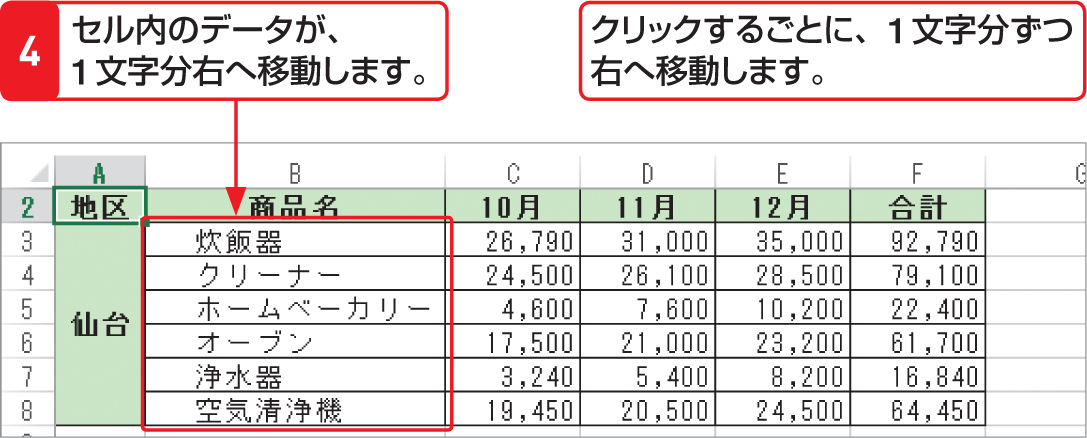 4
セル内のデータが、
1文字分右へ移動します。
クリックするごとに、1文字分ずつ
右へ移動します。
A B C D E F G
2 地区 商品名 10月 11月 12月 合計
3 炊飯器 26,790 31,000 35,000 92,790
4 クリーナー 24,500 26,100 28,500 79,100
5 ホームベーカリー 4,600 7,600 10,200 22,400
仙台
6 オーブン 17,500 21,000 23,200 61,700
7 浄水器 3,240 5,400 8,200 16,840
8 空気清浄機 19,450 20,500 24,500 64,450